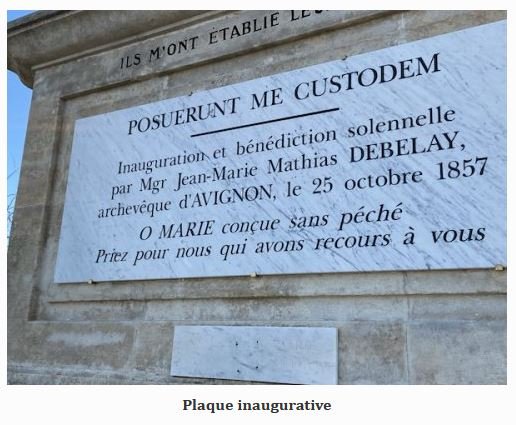 ILS M'ONT ÉTABLIE
POSUERUNT ME CUSTODEM
Inauguration et bénédiction solennelle
par Mgr Jean-Marie Mathias DEBELAY,
archevêque d'AVIGNON, le 25 octobre 1857
O MARIE conçue sans péché
Priez pour nous qui avons recours à vous
Plaque inaugurative